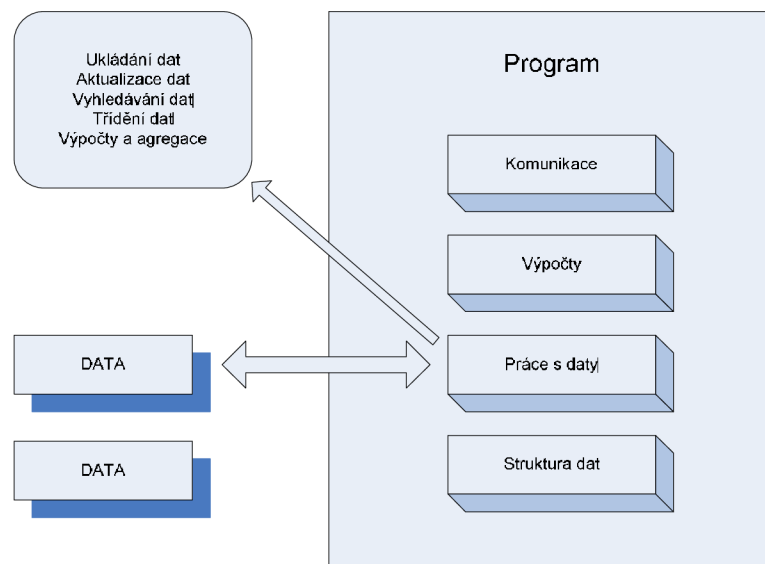 Ukládání dat
Aktualizace dat
Vyhledávání dat
Třídění dat
Výpočty a agregace
Program
Komunikace
Výpočty
Práce s daty
Struktura dat
DATA
DATA